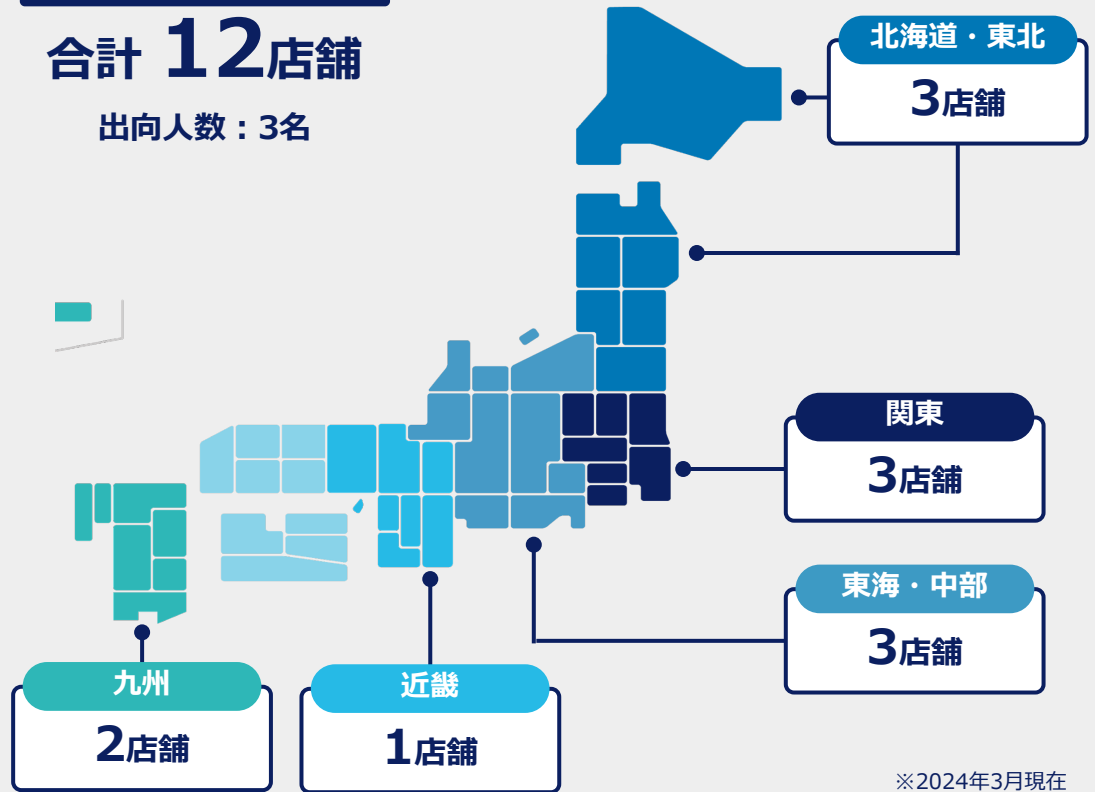 合計 12店舗
出向人数：3名
北海道・東北
3店舗
関東
3店舗
東海・中部
3店舗
九州
2店舗
近畿
1店舗
※2024年3月現在